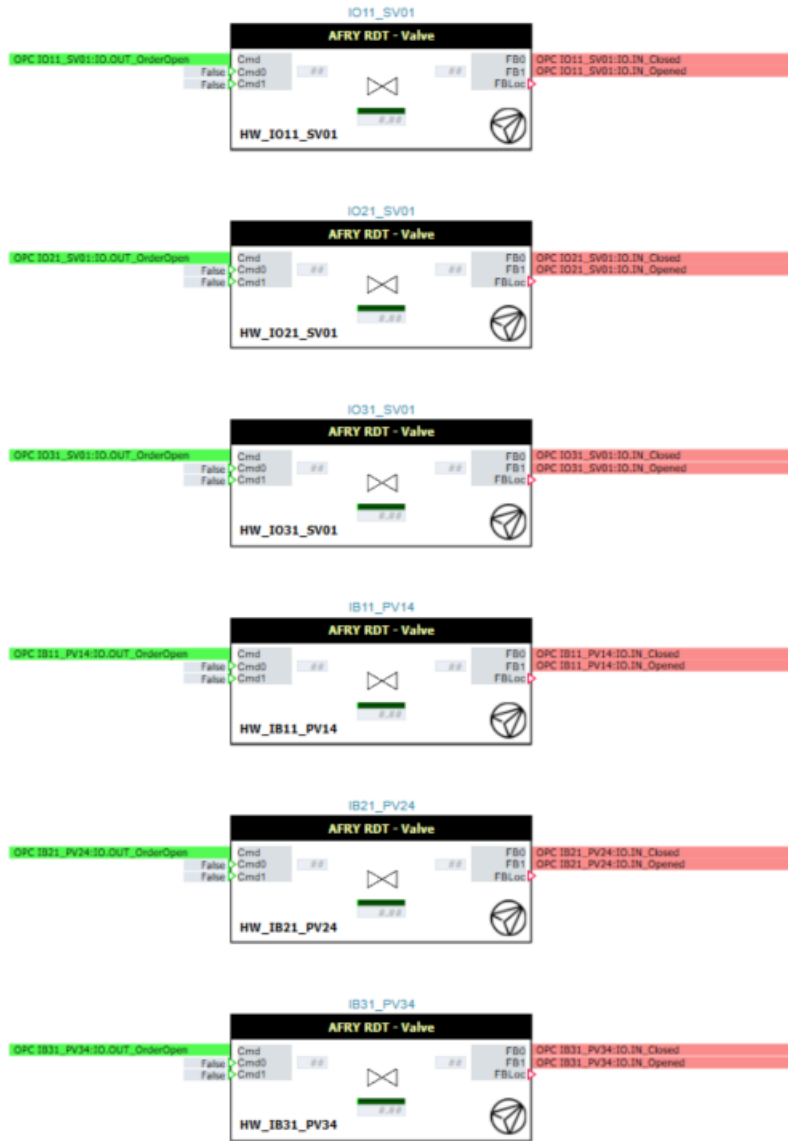 IO11_SV01
AFRY RDT - Valve
OPC IO11_SV01:IO.OUT_OrderOpen Cmd FB0 OPC IO11_SV01:IO.IN_Closed
False Cmd0 ## ## FB1 OPC IO11_SV01:IO.IN_Opened
False Cmd1 FBLoc
#.##
HW_IO11_SV01
IO21_SV01
AFRY RDT - Valve
OPC IO21_SV01:IO.OUT_OrderOpen Cmd FB0 OPC IO21_SV01:IO.IN_Closed
False Cmd0 ## ## FB1 OPC IO21_SV01:IO.IN_Opened
False Cmd1 FBLoc
#.##
HW_IO21_SV01
IO31_SV01
AFRY RDT - Valve
OPC IO31_SV01:IO.OUT_OrderOpen Cmd FB0 OPC IO31_SV01:IO.IN_Closed
False Cmd0 ## ## FB1 OPC IO31_SV01:IO.IN_Opened
False Cmd1 FBLoc
#.##
HW_IO31_SV01
IB11_PV14
AFRY RDT - Valve
OPC IB11_PV14:IO.OUT_OrderOpen Cmd FB0 OPC IB11_PV14:IO.IN_Closed
False Cmd0 ## ## FB1 OPC IB11_PV14:IO.IN_Opened
False Cmd1 FBLoc
#.##
HW_IB11_PV14
IB21_PV24
AFRY RDT - Valve
OPC IB21_PV24:IO.OUT_OrderOpen Cmd FB0 OPC IB21_PV24:IO.IN_Closed
False Cmd0 ## ## FB1 OPC IB21_PV24:IO.IN_Opened
False Cmd1 FBLoc
#.##
HW_IB21_PV24
IB31_PV34
AFRY RDT - Valve
OPC IB31_PV34:IO.OUT_OrderOpen Cmd FB0 OPC IB31_PV34:IO.IN_Closed
False Cmd0 ## ## FB1 OPC IB31_PV34:IO.IN_Opened
False Cmd1 FBLoc
#.##
HW_IB31_PV34